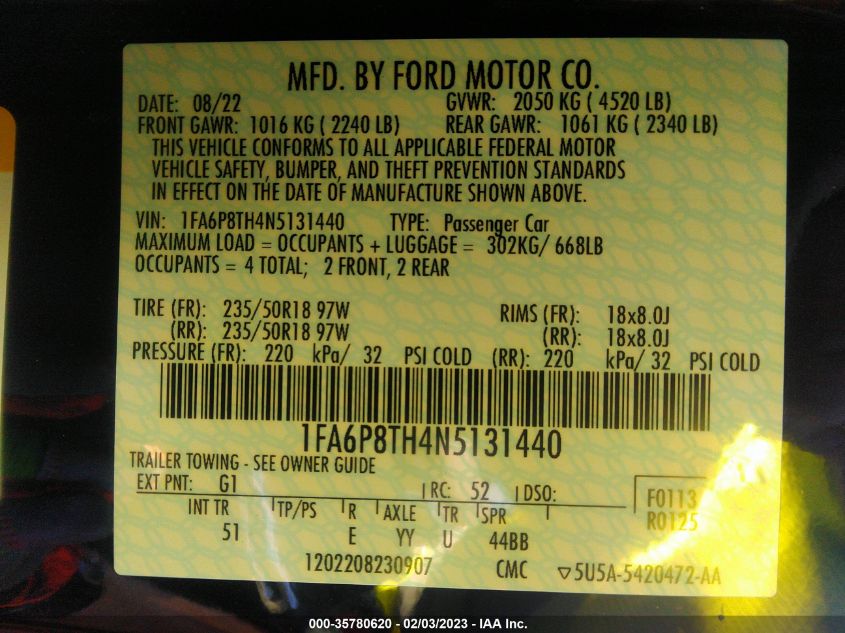 MFD. BY FORD MOTOR CO.
DATE: 08/22 GVWR: 2050 KG ( 4520 LB)
FRONT GAWR: 1016 KG ( 2240 LB) REAR GAWR: 1061 KG ( 2340 LB)
THIS VEHICLE CONFORMS TO ALL APPLICABLE FEDERAL MOTOR
VEHICLE SAFETY, BUMPER, AND THEFT PREVENTION STANDARDS
IN EFFECT ON THE DATE OF MANUFACTURE SHOWN ABOVE.
VIN: 1FA6P8TH4N5131440 TYPE: Passenger Car
MAXIMUM LOAD = OCCUPANTS + LUGGAGE = 302KG/ 668LB
OCCUPANTS = 4 TOTAL; 2 FRONT, 2 REAR
TIRE (FR): 235/50R18 97W RIMS (FR): 18x8.0J
(RR): 235/50R18 97W (RR): 18x8.0J
PRESSURE (FR): 220 kPa/ 32 PSI COLD (RR): 220 kPa/ 32 PSI COLD
1FA6P8TH4N5131440
TRAILER TOWING - SEE OWNER GUIDE
EXT PNT: G1 RC: 52 DSO: F0113
INT TR TP/PS R AXLE TR SPR R0125
51 E YY U 44BB
1202208230907 CMC ▽5U5A-5420472-AA
000-35780620 - 02/03/2023 - IAA Inc.